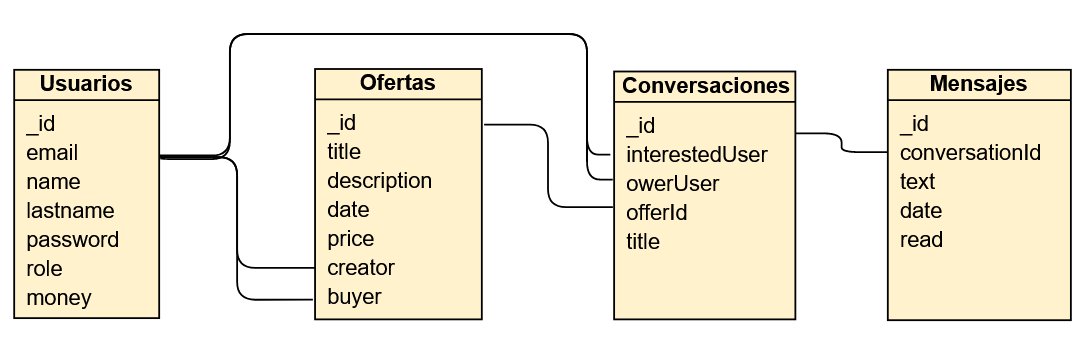 Usuarios
_id
email
name
lastname
password
role
money
Ofertas
_id
title
description
date
price
creator
buyer
Conversaciones
_id
interestedUser
owerUser
offerId
title
Mensajes
_id
conversationId
text
date
read